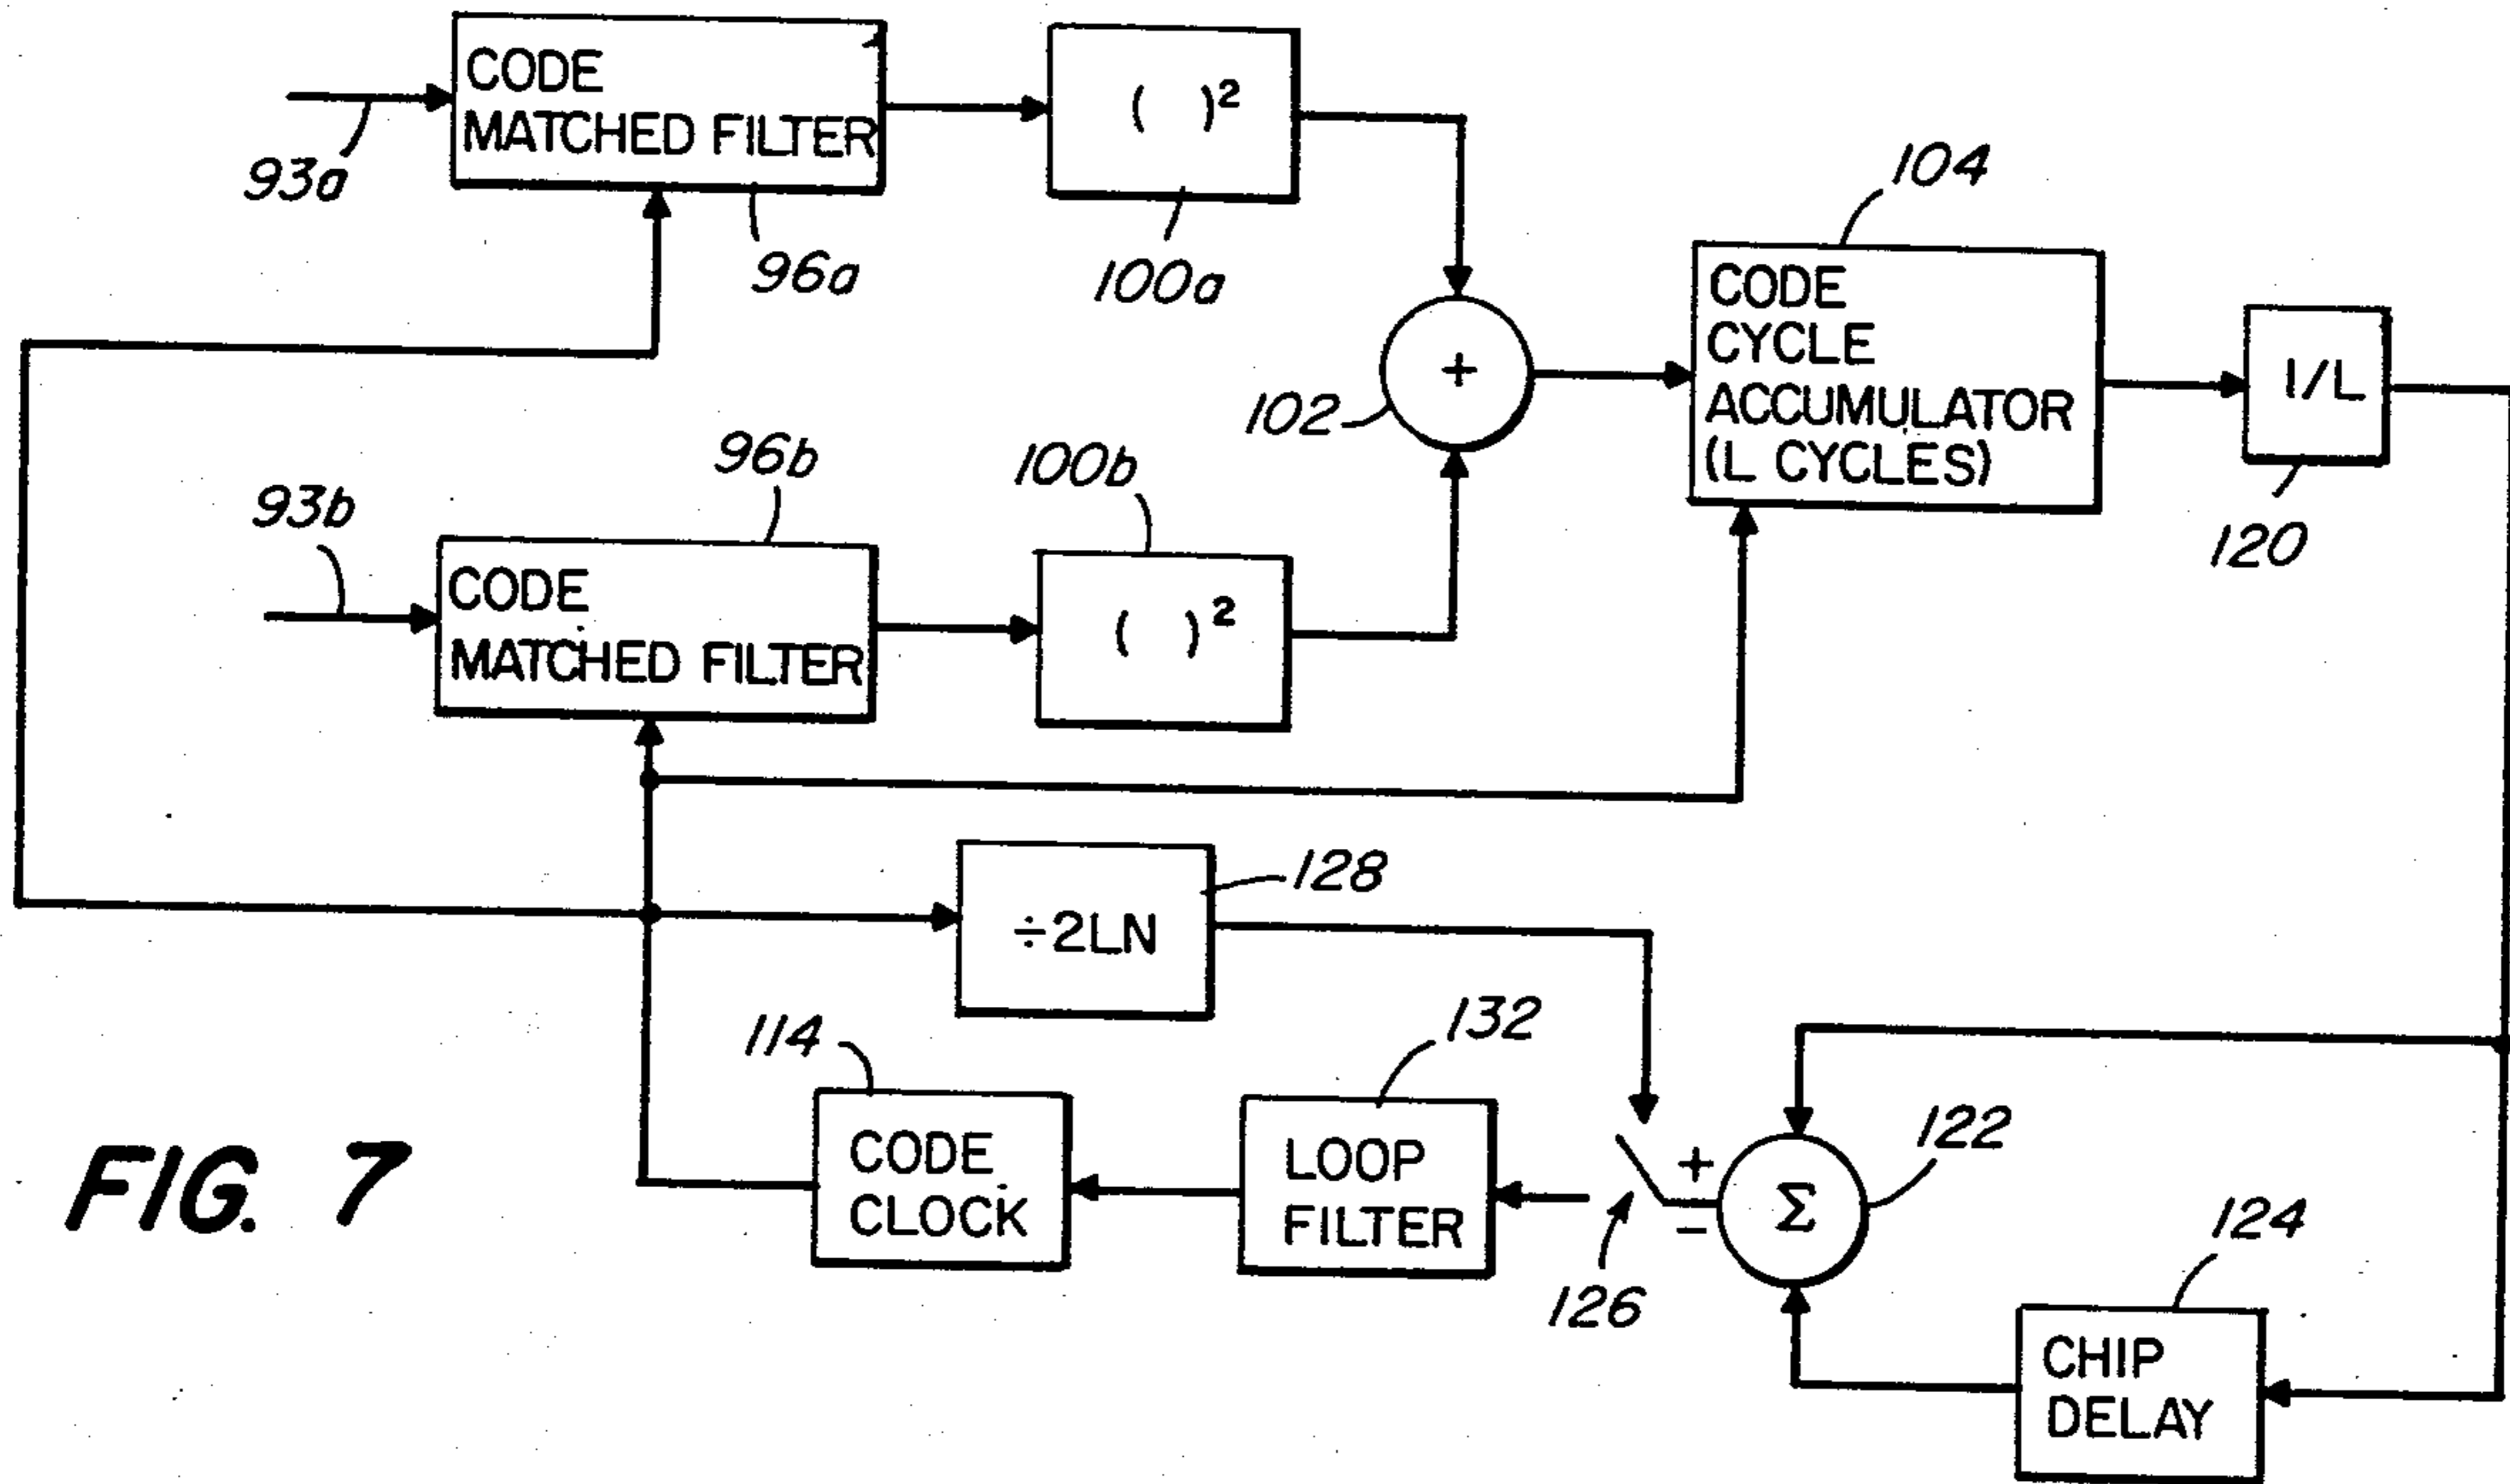 CODE
MATCHED FILTER
( )²
93a
96a
100a
104
CODE
CYCLE
ACCUMULATOR
(L CYCLES)
1/L
+
102
120
93b
96b
100b
CODE
MATCHED FILTER
( )²
÷2LN
128
114
132
CODE
CLOCK
LOOP
FILTER
126
+
−
Σ
122
124
CHIP
DELAY
FIG. 7